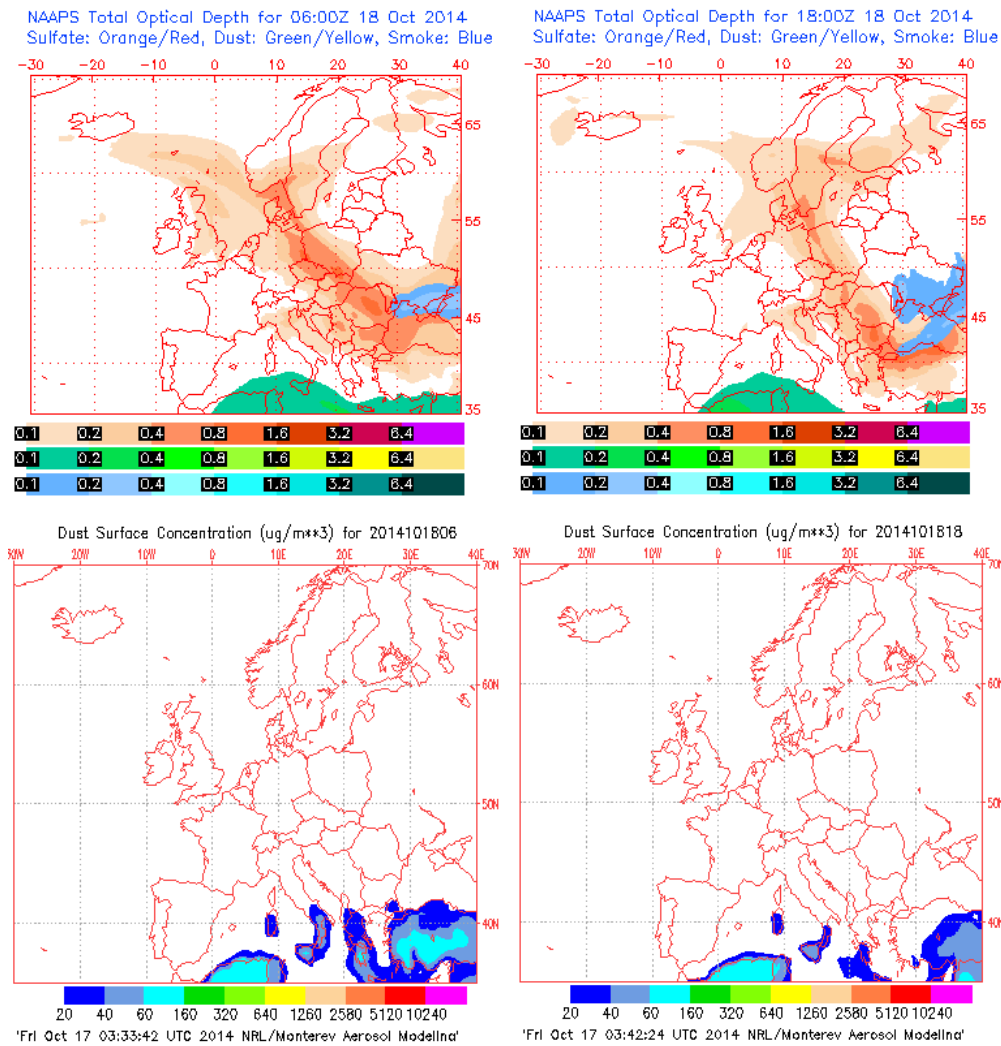 NAAPS Total Optical Depth for 06:00Z 18 Oct 2014
Sulfate: Orange/Red, Dust: Green/Yellow, Smoke: Blue
-30 -20 -10 0 10 20 30 40
65
55
45
35
0.1 0.2 0.4 0.8 1.6 3.2 6.4
0.1 0.2 0.4 0.8 1.6 3.2 6.4
0.1 0.2 0.4 0.8 1.6 3.2 6.4
NAAPS Total Optical Depth for 18:00Z 18 Oct 2014
Sulfate: Orange/Red, Dust: Green/Yellow, Smoke: Blue
-30 -20 -10 0 10 20 30 40
65
55
45
35
0.1 0.2 0.4 0.8 1.6 3.2 6.4
0.1 0.2 0.4 0.8 1.6 3.2 6.4
0.1 0.2 0.4 0.8 1.6 3.2 6.4
Dust Surface Concentration (ug/m**3) for 2014101806
30W 20W 10W 0 10E 20E 30E 40E
70N
60N
50N
40N
20 40 60 160 320 640 1260 2580 5120 10240
'Fri Oct 17 03:33:42 UTC 2014 NRL/Monterey Aerosol Modeling'
Dust Surface Concentration (ug/m**3) for 2014101818
30W 20W 10W 0 10E 20E 30E 40E
70N
60N
50N
40N
20 40 60 160 320 640 1260 2580 5120 10240
'Fri Oct 17 03:42:24 UTC 2014 NRL/Monterey Aerosol Modeling'